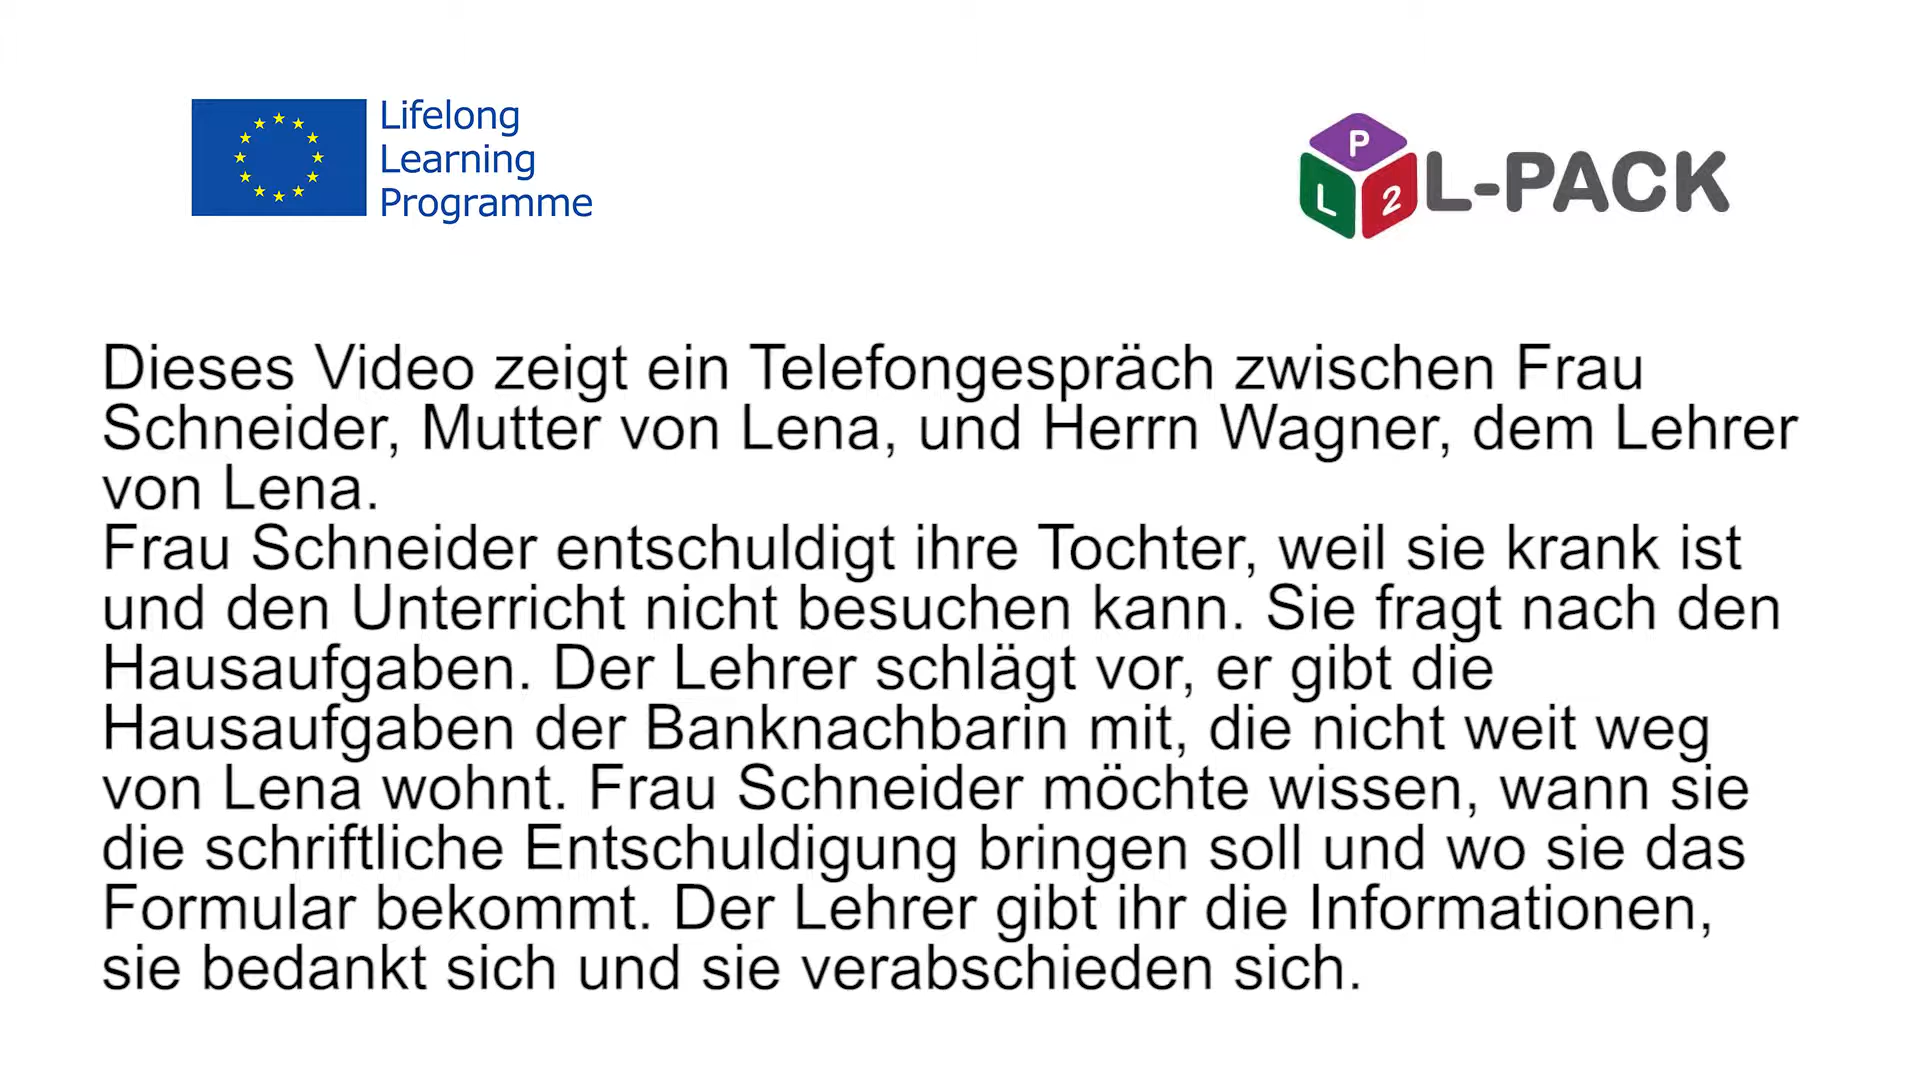 Lifelong
Learning
Programme
P
L
2
L-PACK
Dieses Video zeigt ein Telefongespräch zwischen Frau
Schneider, Mutter von Lena, und Herrn Wagner, dem Lehrer
von Lena.
Frau Schneider entschuldigt ihre Tochter, weil sie krank ist
und den Unterricht nicht besuchen kann. Sie fragt nach den
Hausaufgaben. Der Lehrer schlägt vor, er gibt die
Hausaufgaben der Banknachbarin mit, die nicht weit weg
von Lena wohnt. Frau Schneider möchte wissen, wann sie
die schriftliche Entschuldigung bringen soll und wo sie das
Formular bekommt. Der Lehrer gibt ihr die Informationen,
sie bedankt sich und sie verabschieden sich.